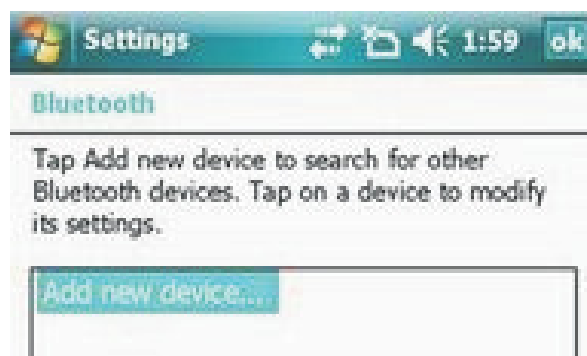 Settings 1:59 ok
Bluetooth
Tap Add new device to search for other
Bluetooth devices. Tap on a device to modify
its settings.
Add new device....